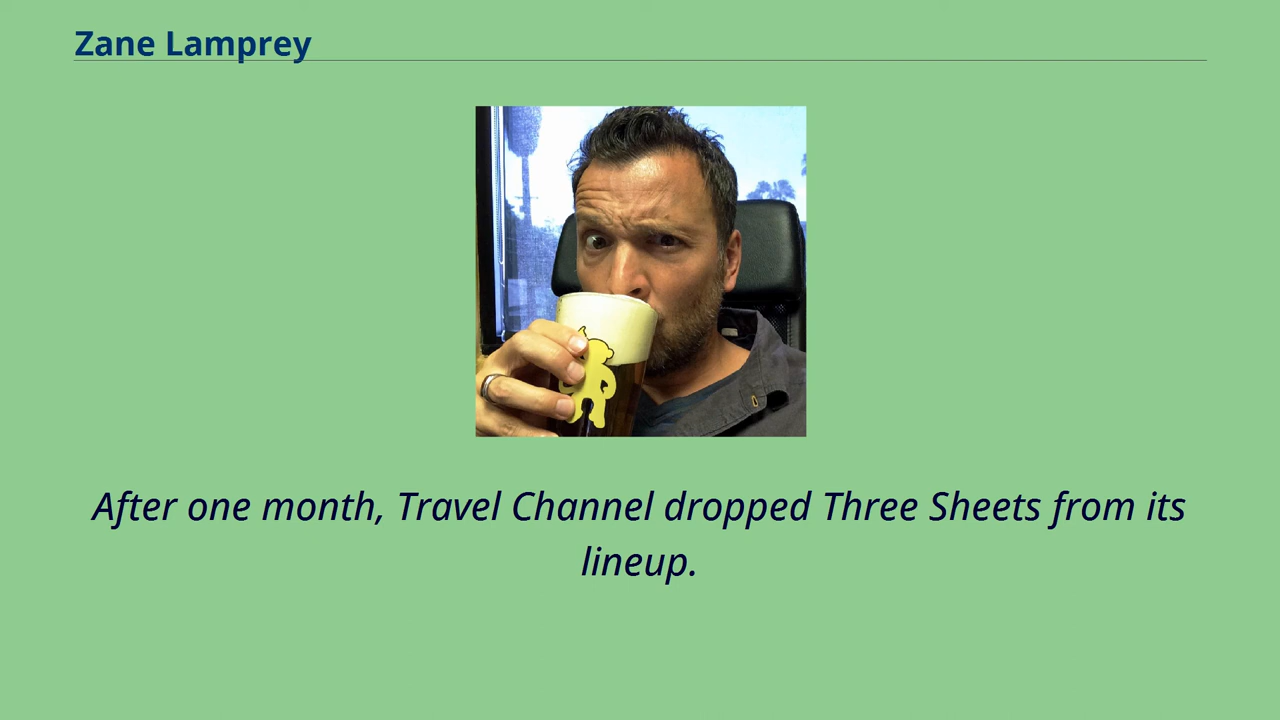 Zane Lamprey
After one month, Travel Channel dropped Three Sheets from its
lineup.